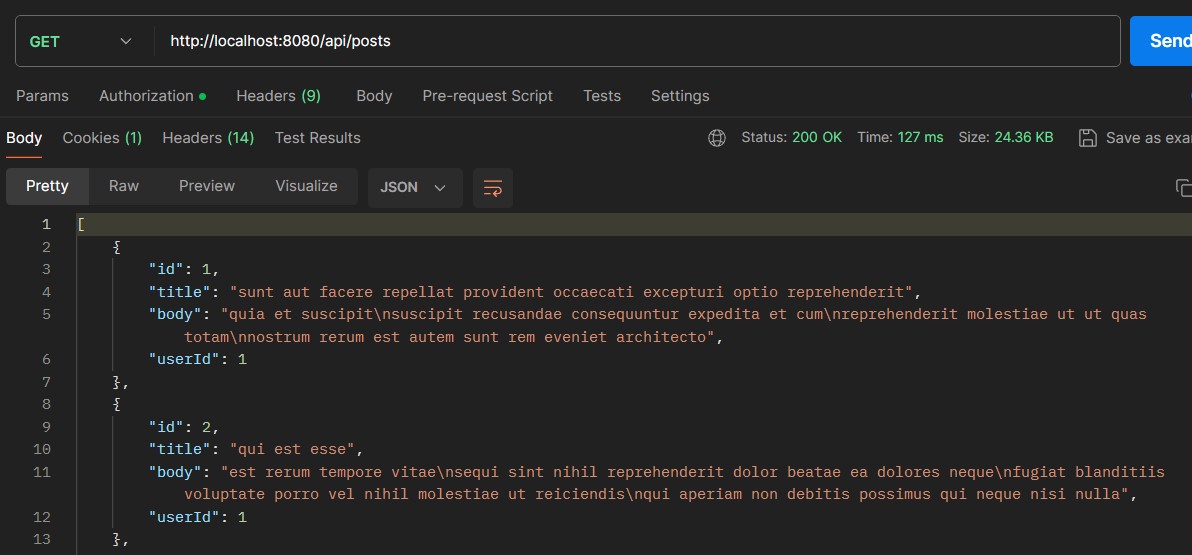 GET http://localhost:8080/api/posts Send
Params Authorization Headers (9) Body Pre-request Script Tests Settings
Body Cookies (1) Headers (14) Test Results Status: 200 OK Time: 127 ms Size: 24.36 KB Save as exa
Pretty Raw Preview Visualize JSON
1 [
2 {
3 "id": 1,
4 "title": "sunt aut facere repellat provident occaecati excepturi optio reprehenderit",
5 "body": "quia et suscipit\nsuscipit recusandae consequuntur expedita et cum\nreprehenderit molestiae ut ut quas
totam\nnostrum rerum est autem sunt rem eveniet architecto",
6 "userId": 1
7 },
8 {
9 "id": 2,
10 "title": "qui est esse",
11 "body": "est rerum tempore vitae\nsequi sint nihil reprehenderit dolor beatae ea dolores neque\nfugiat blanditiis
voluptate porro vel nihil molestiae ut reiciendis\nqui aperiam non debitis possimus qui neque nisi nulla",
12 "userId": 1
13 },